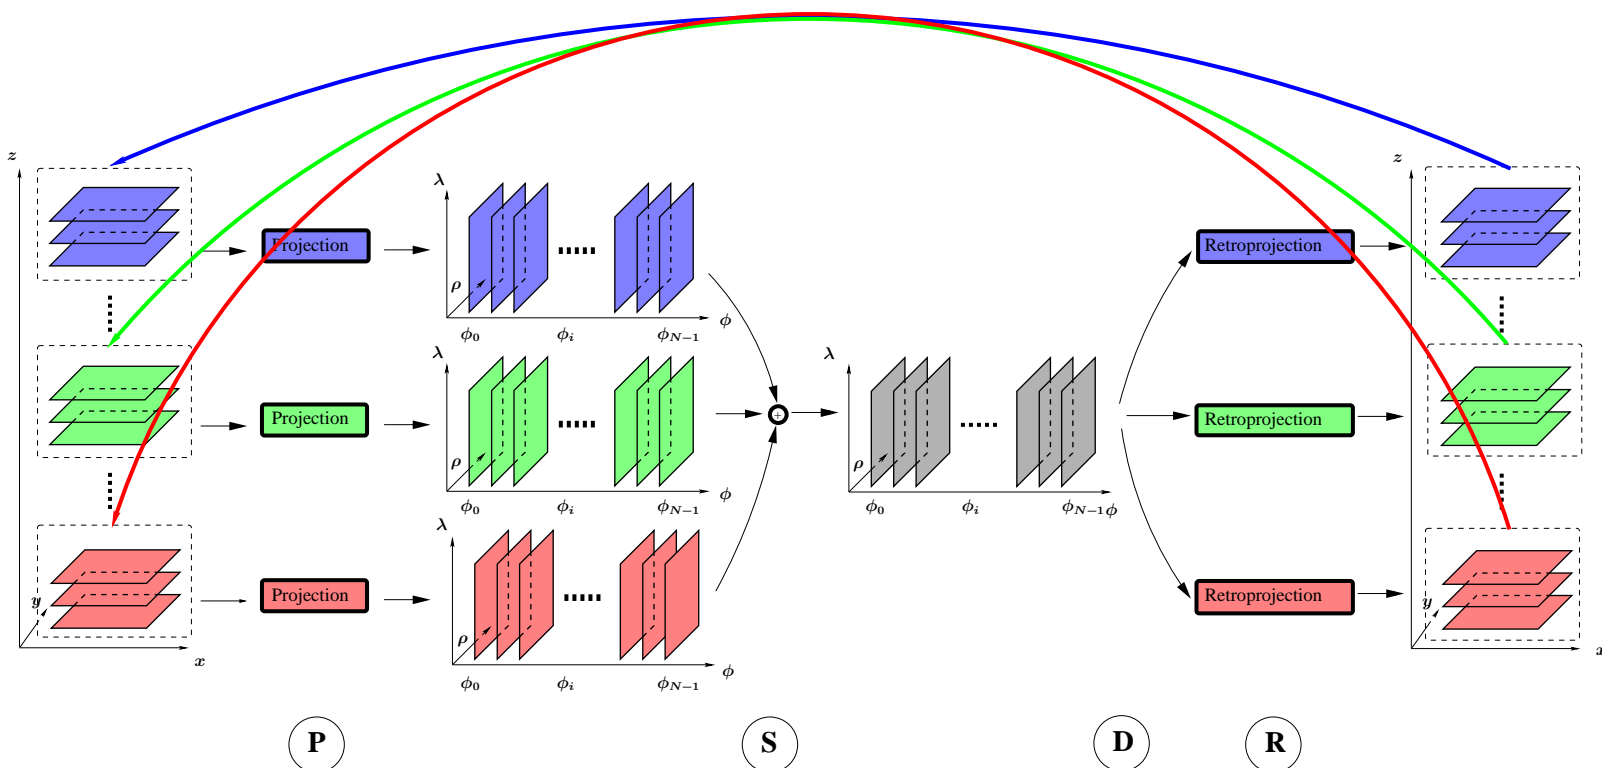 z
z
λ
Projection
ρ
ϕ0 ϕi ϕN−1 ϕ
Retroprojection
λ
Projection
ρ
ϕ0 ϕi ϕN−1 ϕ
λ
ρ
ϕ0 ϕi ϕN−1 ϕ
Retroprojection
+
λ
Projection
ρ
ϕ0 ϕi ϕN−1 ϕ
Retroprojection
y
x
y
x
P S D R